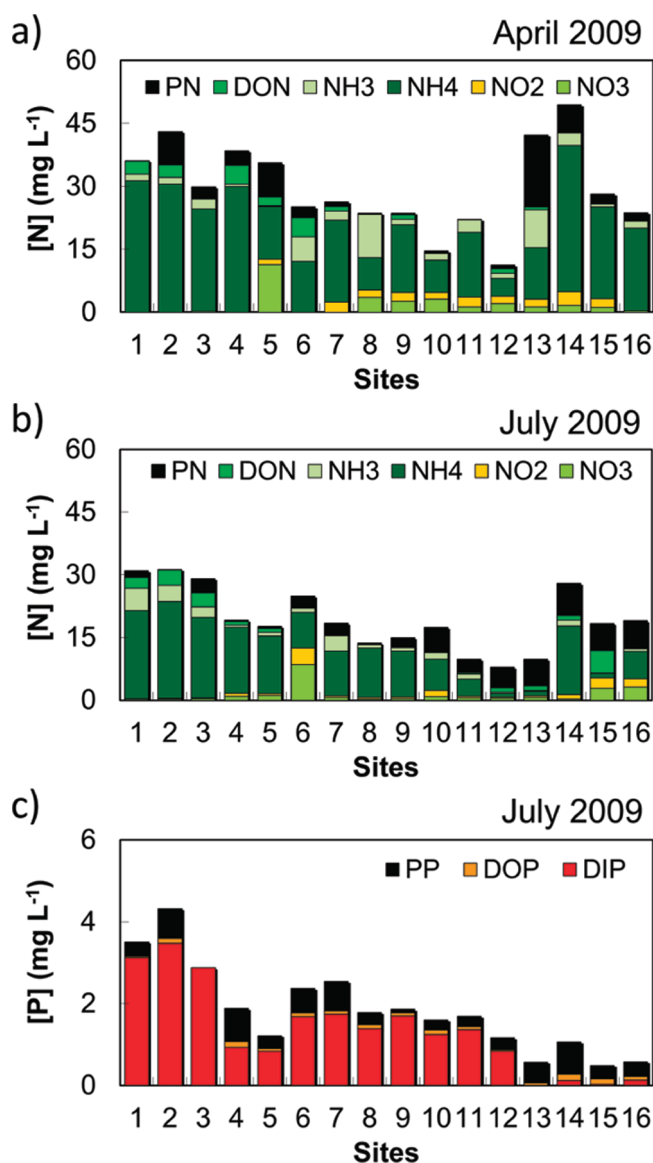 a)
April 2009
60
PN DON NH3 NH4 NO2 NO3
45
[N] (mg L-1)
30
15
0
1 2 3 4 5 6 7 8 9 10 11 12 13 14 15 16
Sites
b)
July 2009
60
PN DON NH3 NH4 NO2 NO3
45
[N] (mg L-1)
30
15
0
1 2 3 4 5 6 7 8 9 10 11 12 13 14 15 16
Sites
c)
July 2009
6
PP DOP DIP
4
[P] (mg L-1)
2
0
1 2 3 4 5 6 7 8 9 10 11 12 13 14 15 16
Sites